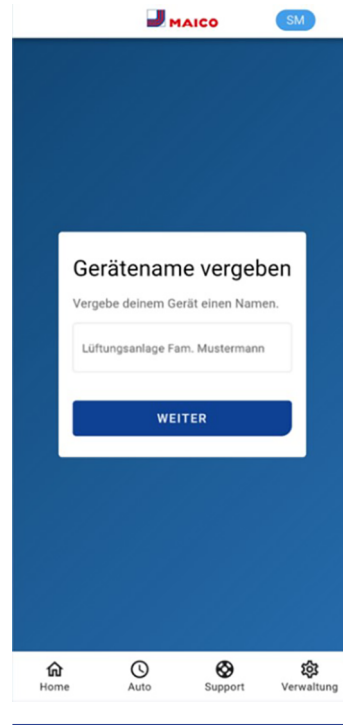 MAICO
SM
Gerätename vergeben
Vergebe deinem Gerät einen Namen.
Lüftungsanlage Fam. Mustermann
WEITER
Home Auto Support Verwaltung